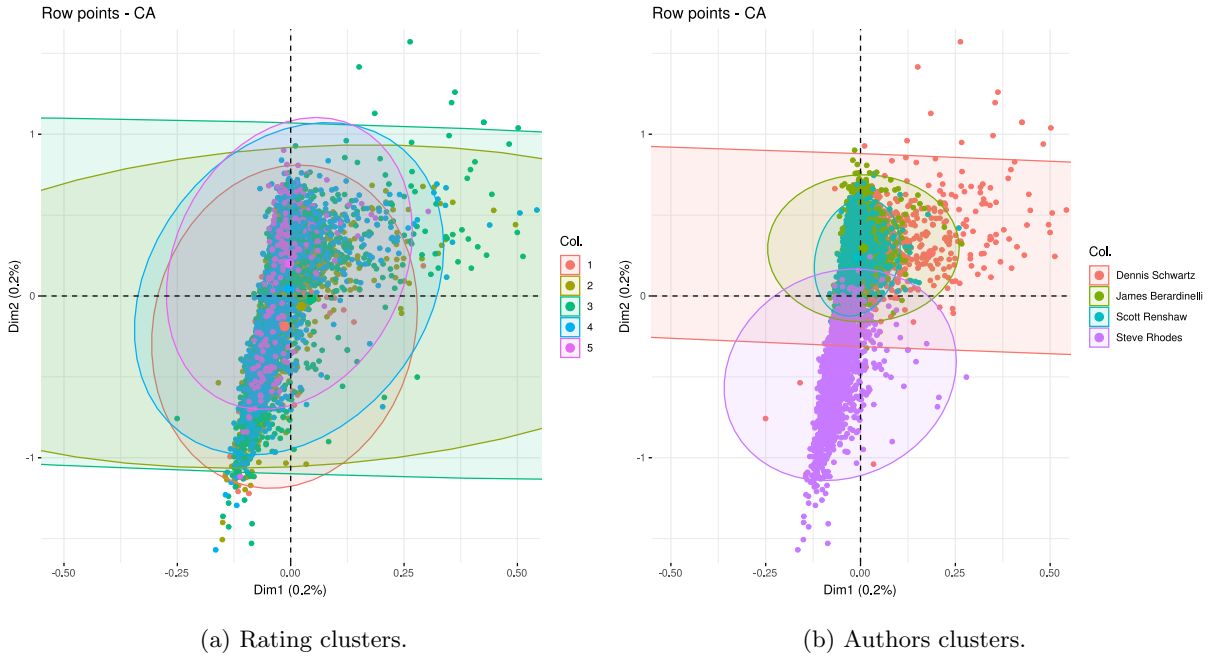 Row points - CA
1
0
-1
Dim2 (0.2%)
-0.50
-0.25
0.00
0.25
0.50
Dim1 (0.2%)
Col.
1
2
3
4
5
(a) Rating clusters.
Row points - CA
1
0
-1
Dim2 (0.2%)
-0.50
-0.25
0.00
0.25
0.50
Dim1 (0.2%)
Col.
Dennis Schwartz
James Berardinelli
Scott Renshaw
Steve Rhodes
(b) Authors clusters.